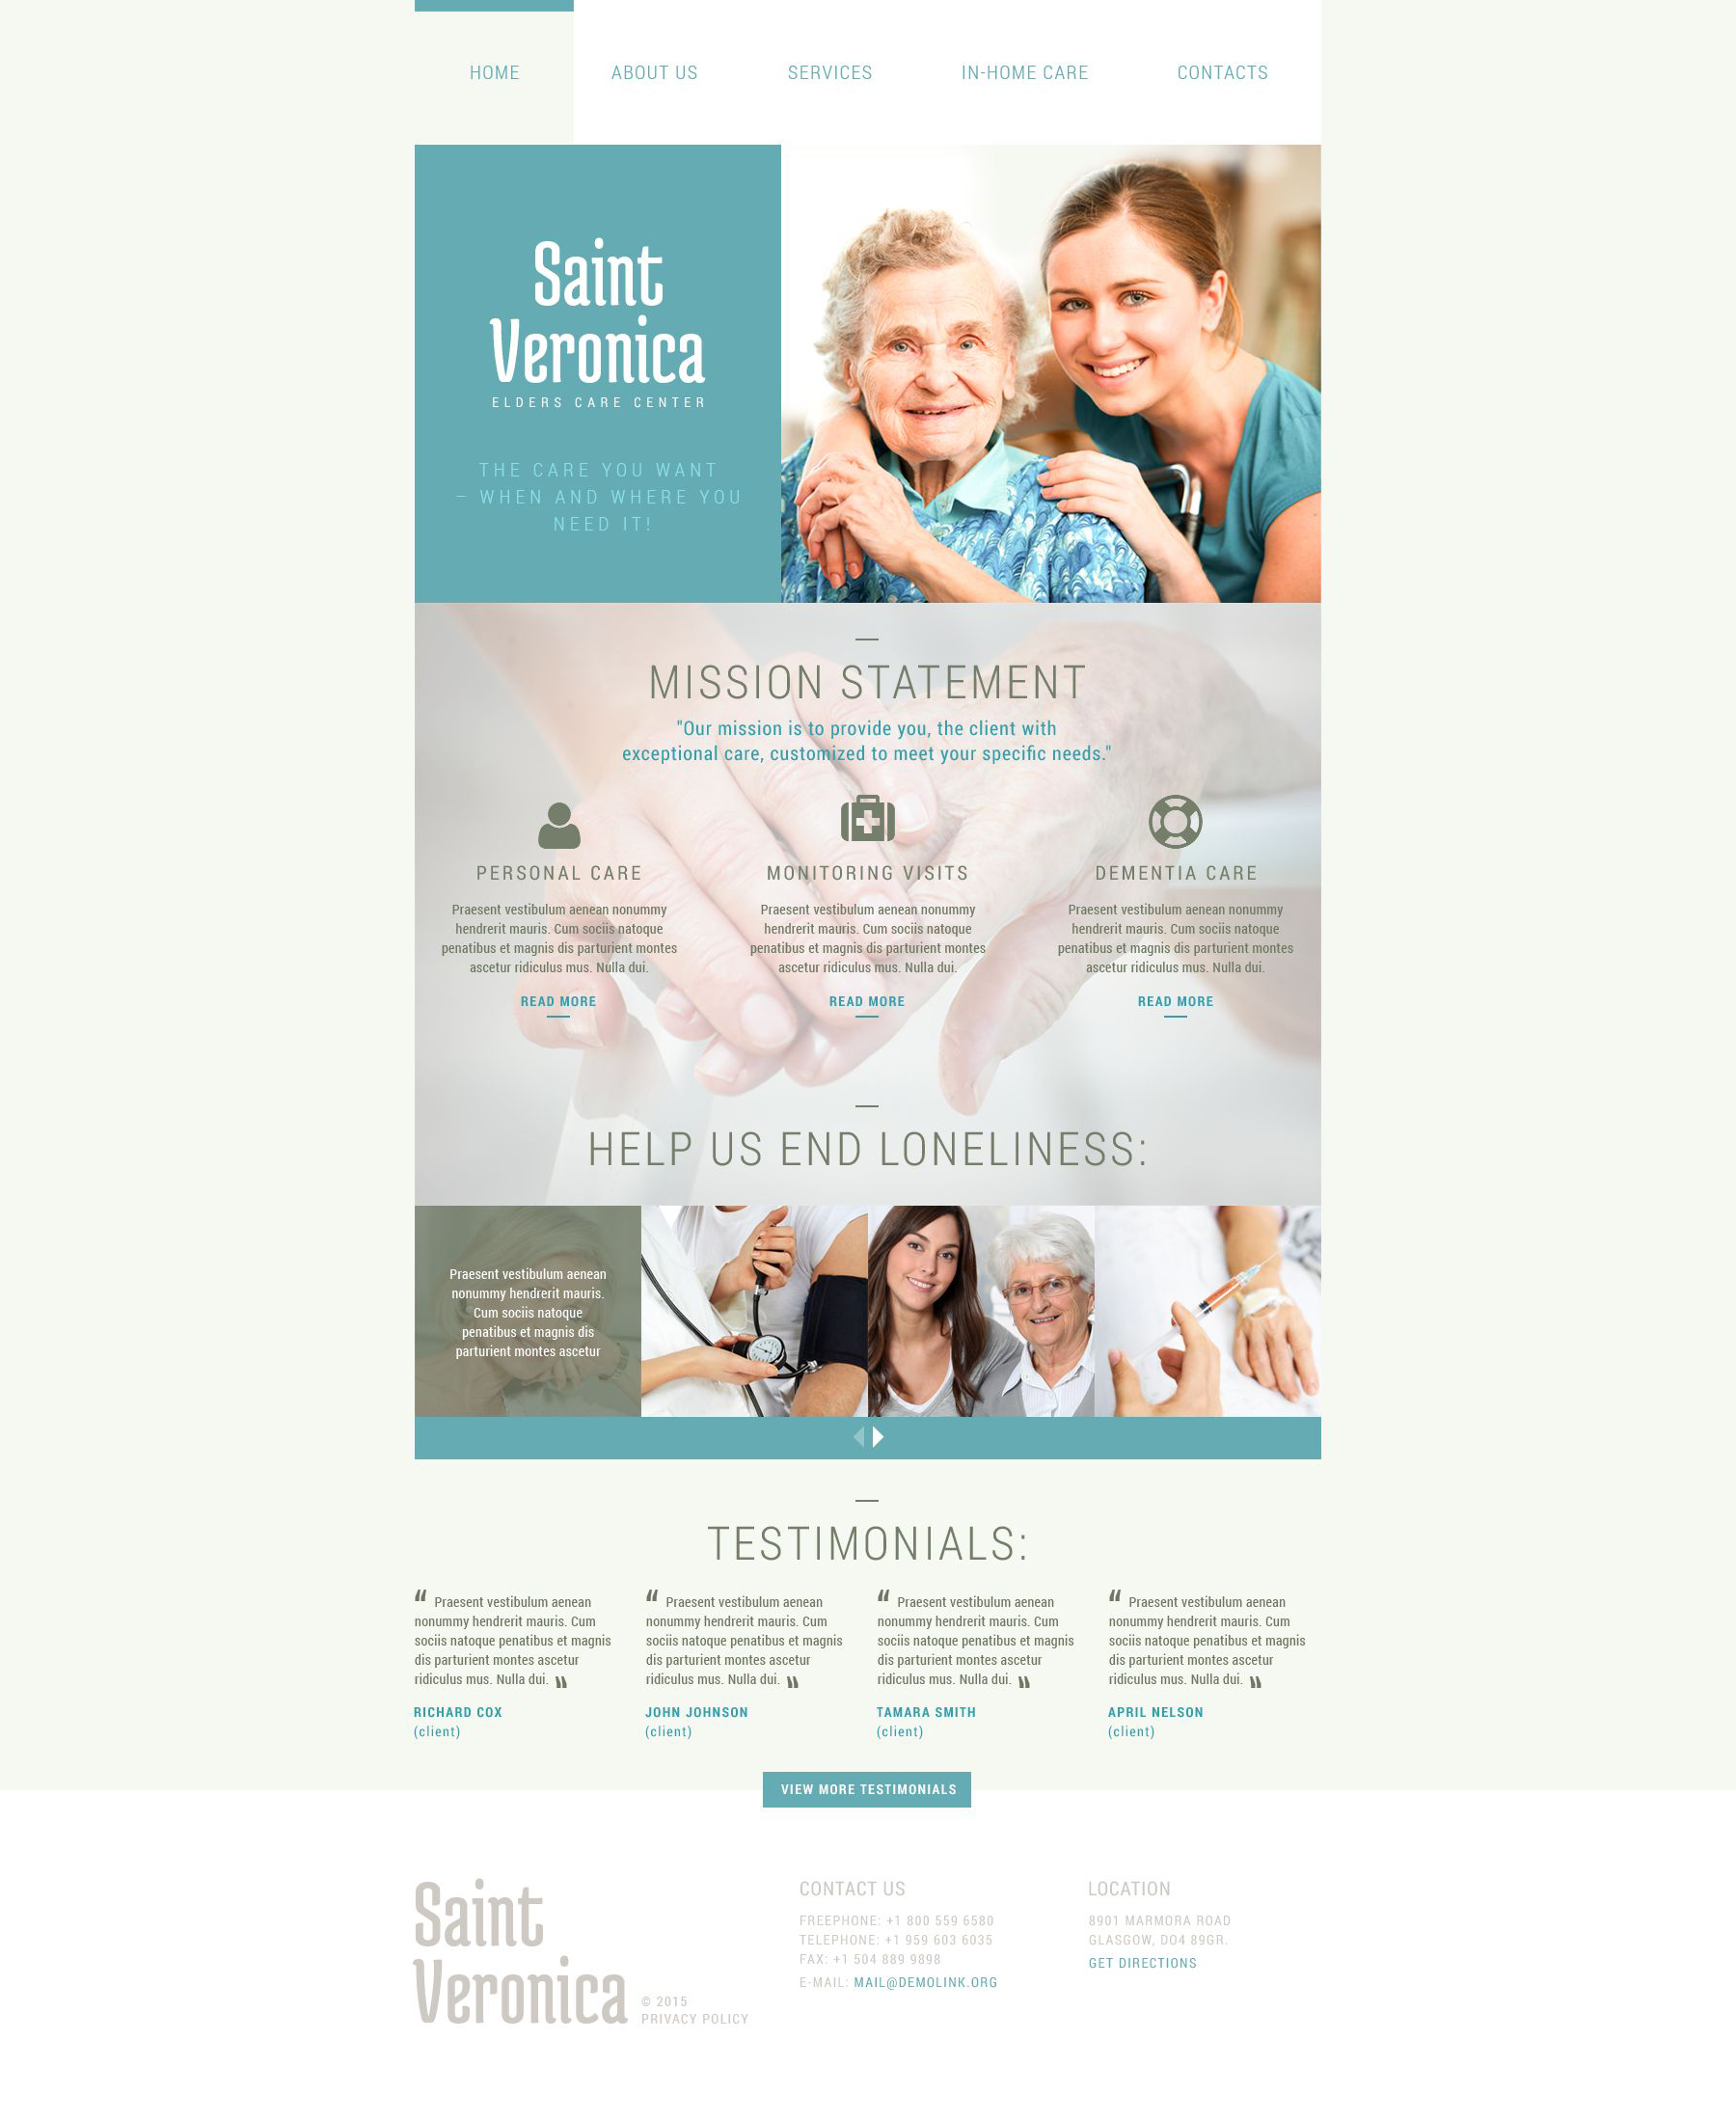 HOME ABOUT US SERVICES IN-HOME CARE CONTACTS
Saint
Veronica
ELDERS CARE CENTER
THE CARE YOU WANT
– WHEN AND WHERE YOU
NEED IT!
MISSION STATEMENT
"Our mission is to provide you, the client with
exceptional care, customized to meet your specific needs."
PERSONAL CARE
Praesent vestibulum aenean nonummy
hendrerit mauris. Cum sociis natoque
penatibus et magnis dis parturient montes
ascetur ridiculus mus. Nulla dui.
READ MORE
MONITORING VISITS
Praesent vestibulum aenean nonummy
hendrerit mauris. Cum sociis natoque
penatibus et magnis dis parturient montes
ascetur ridiculus mus. Nulla dui.
READ MORE
DEMENTIA CARE
Praesent vestibulum aenean nonummy
hendrerit mauris. Cum sociis natoque
penatibus et magnis dis parturient montes
ascetur ridiculus mus. Nulla dui.
READ MORE
HELP US END LONELINESS:
Praesent vestibulum aenean
nonummy hendrerit mauris.
Cum sociis natoque
penatibus et magnis dis
parturient montes ascetur
TESTIMONIALS:
“ Praesent vestibulum aenean
nonummy hendrerit mauris. Cum
sociis natoque penatibus et magnis
dis parturient montes ascetur
ridiculus mus. Nulla dui. ”
RICHARD COX
(client)
“ Praesent vestibulum aenean
nonummy hendrerit mauris. Cum
sociis natoque penatibus et magnis
dis parturient montes ascetur
ridiculus mus. Nulla dui. ”
JOHN JOHNSON
(client)
“ Praesent vestibulum aenean
nonummy hendrerit mauris. Cum
sociis natoque penatibus et magnis
dis parturient montes ascetur
ridiculus mus. Nulla dui. ”
TAMARA SMITH
(client)
“ Praesent vestibulum aenean
nonummy hendrerit mauris. Cum
sociis natoque penatibus et magnis
dis parturient montes ascetur
ridiculus mus. Nulla dui. ”
APRIL NELSON
(client)
VIEW MORE TESTIMONIALS
Saint
Veronica
© 2015
PRIVACY POLICY
CONTACT US
FREEPHONE: +1 800 559 6580
TELEPHONE: +1 959 603 6035
FAX: +1 504 889 9898
E-MAIL: MAIL@DEMOLINK.ORG
LOCATION
8901 MARMORA ROAD
GLASGOW, DO4 89GR.
GET DIRECTIONS